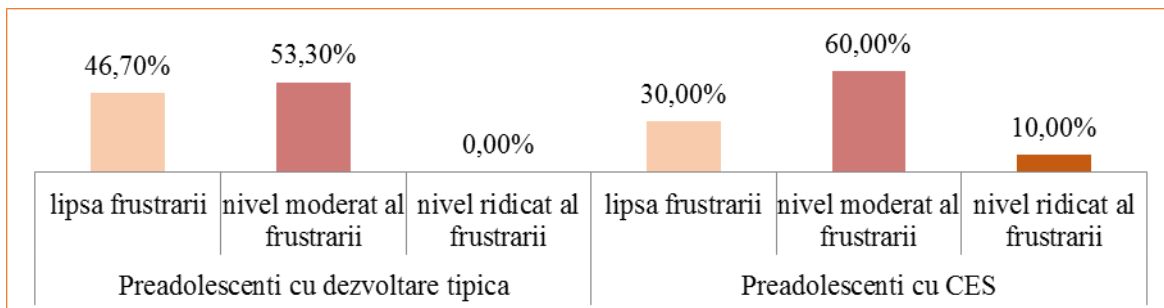 46,70%
53,30%
0,00%
30,00%
60,00%
10,00%
lipsa frustrarii
nivel moderat al
frustrarii
nivel ridicat al
frustrarii
lipsa frustrarii
nivel moderat al
frustrarii
nivel ridicat al
frustrarii
Preadolescenti cu dezvoltare tipica
Preadolescenti cu CES